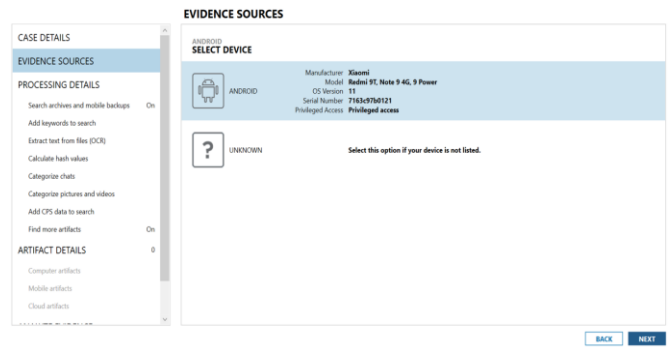 EVIDENCE SOURCES
CASE DETAILS
EVIDENCE SOURCES
PROCESSING DETAILS
Search archives and mobile backups On
Add keywords to search
Extract text from files (OCR)
Calculate hash values
Categorize chats
Categorize pictures and videos
Add CPS data to search
Find more artifacts On
ARTIFACT DETAILS 0
Computer artifacts
Mobile artifacts
Cloud artifacts
ANDROID
SELECT DEVICE
ANDROID
Manufacturer Xiaomi
Model Redmi 9T, Note 9 4G, 9 Power
OS Version 11
Serial Number 7163c97b0121
Privileged Access Privileged access
?
UNKNOWN
Select this option if your device is not listed.
BACK NEXT